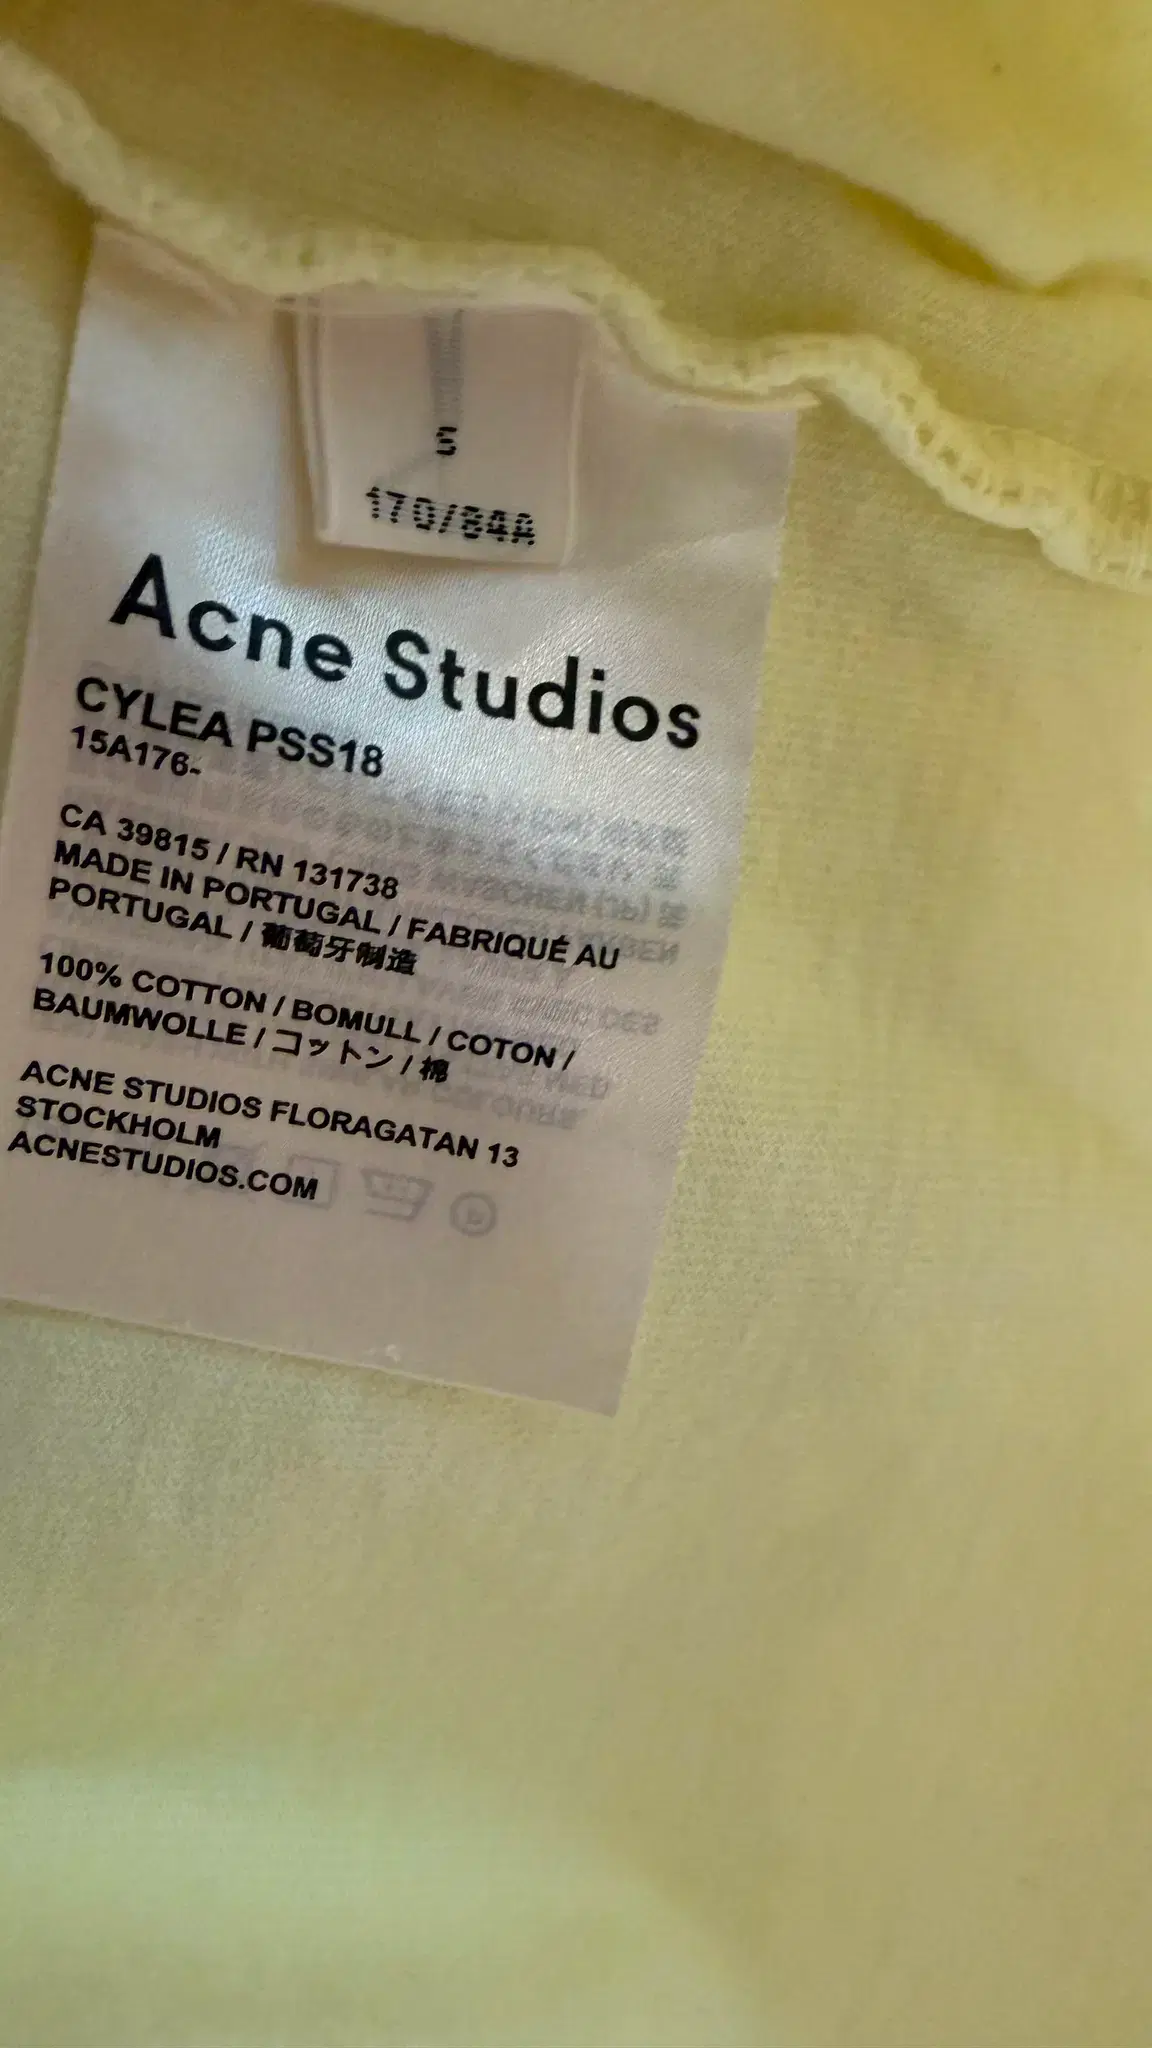 S
170/84A
Acne Studios
CYLEA PSS18
15A176-
CA 39815 / RN 131738
MADE IN PORTUGAL / FABRIQUÉ AU
PORTUGAL / 葡萄牙制造
100% COTTON / BOMULL / COTON /
BAUMWOLLE / コットン / 棉
ACNE STUDIOS FLORAGATAN 13
STOCKHOLM
ACNESTUDIOS.COM